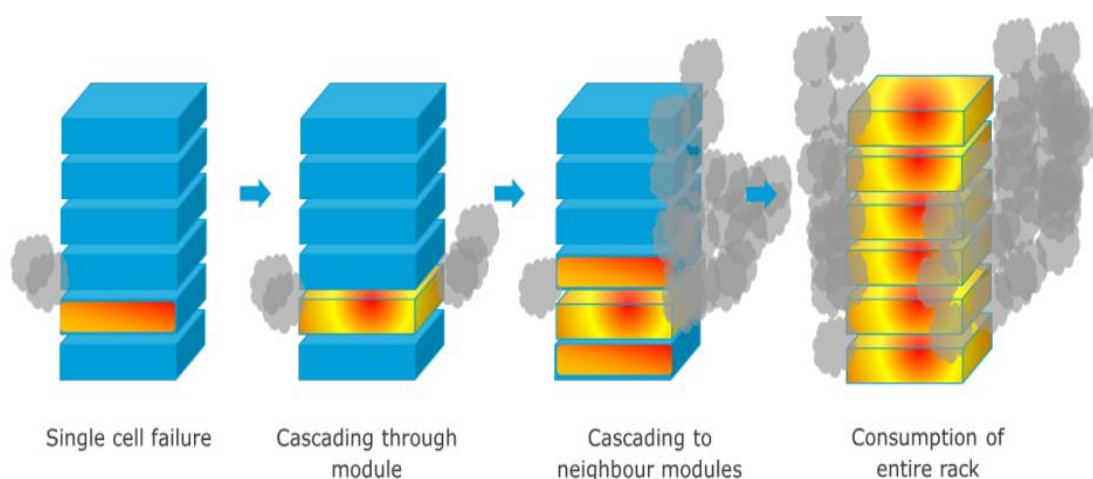 Single cell failure
Cascading through
module
Cascading to
neighbour modules
Consumption of
entire rack